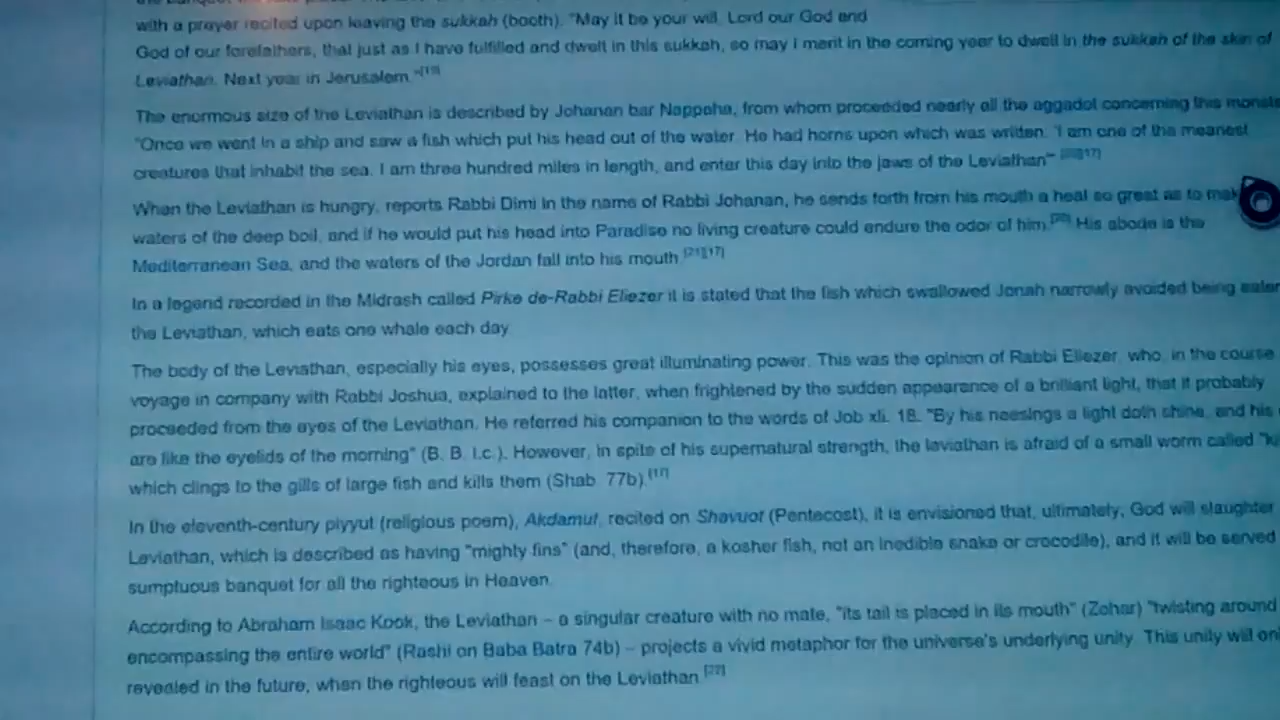 with a prayer recited upon leaving the sukkah (booth). "May it be your will, Lord our God and
God of our forefathers, that just as I have fulfilled and dwelt in this sukkah, so may I merit in the coming year to dwell in the sukkah of the skin of
Leviathan. Next year in Jerusalem."[19]
The enormous size of the Leviathan is described by Johanan bar Nappaha, from whom proceeded nearly all the aggadot concerning this
"Once we went in a ship and saw a fish which put his head out of the water. He had horns upon which was written: 'I am one of the meanest
creatures that inhabit the sea. I am three hundred miles in length, and enter this day into the jaws of the Leviathan'" [17]
When the Leviathan is hungry, reports Rabbi Dimi in the name of Rabbi Johanan, he sends forth from his mouth a heat so great as to
waters of the deep boil, and if he would put his head into Paradise no living creature could endure the odor of him.[20] His abode is the
Mediterranean Sea, and the waters of the Jordan fall into his mouth.[21][17]
In a legend recorded in the Midrash called Pirke de-Rabbi Eliezer it is stated that the fish which swallowed Jonah narrowly avoided being
the Leviathan, which eats one whale each day.
The body of the Leviathan, especially his eyes, possesses great illuminating power. This was the opinion of Rabbi Eliezer, who, in the course
voyage in company with Rabbi Joshua, explained to the latter, when frightened by the sudden appearance of a brilliant light, that it probably
proceeded from the eyes of the Leviathan. He referred his companion to the words of Job xli. 18: "By his neesings a light doth shine, and his
are like the eyelids of the morning" (B. B. l.c.). However, in spite of his supernatural strength, the leviathan is afraid of a small worm called
which clings to the gills of large fish and kills them (Shab. 77b).[17]
In the eleventh-century piyyut (religious poem), Akdamut, recited on Shavuot (Pentecost), it is envisioned that, ultimately, God will slaughter
Leviathan, which is described as having "mighty fins" (and, therefore, a kosher fish, not an inedible snake or crocodile), and it will be served
sumptuous banquet for all the righteous in Heaven.
According to Abraham Isaac Kook, the Leviathan – a singular creature with no mate, "its tail is placed in its mouth" (Zohar) "twisting around
encompassing the entire world" (Rashi on Baba Batra 74b) – projects a vivid metaphor for the universe's underlying unity. This unity will
revealed in the future, when the righteous will feast on the Leviathan.[22]